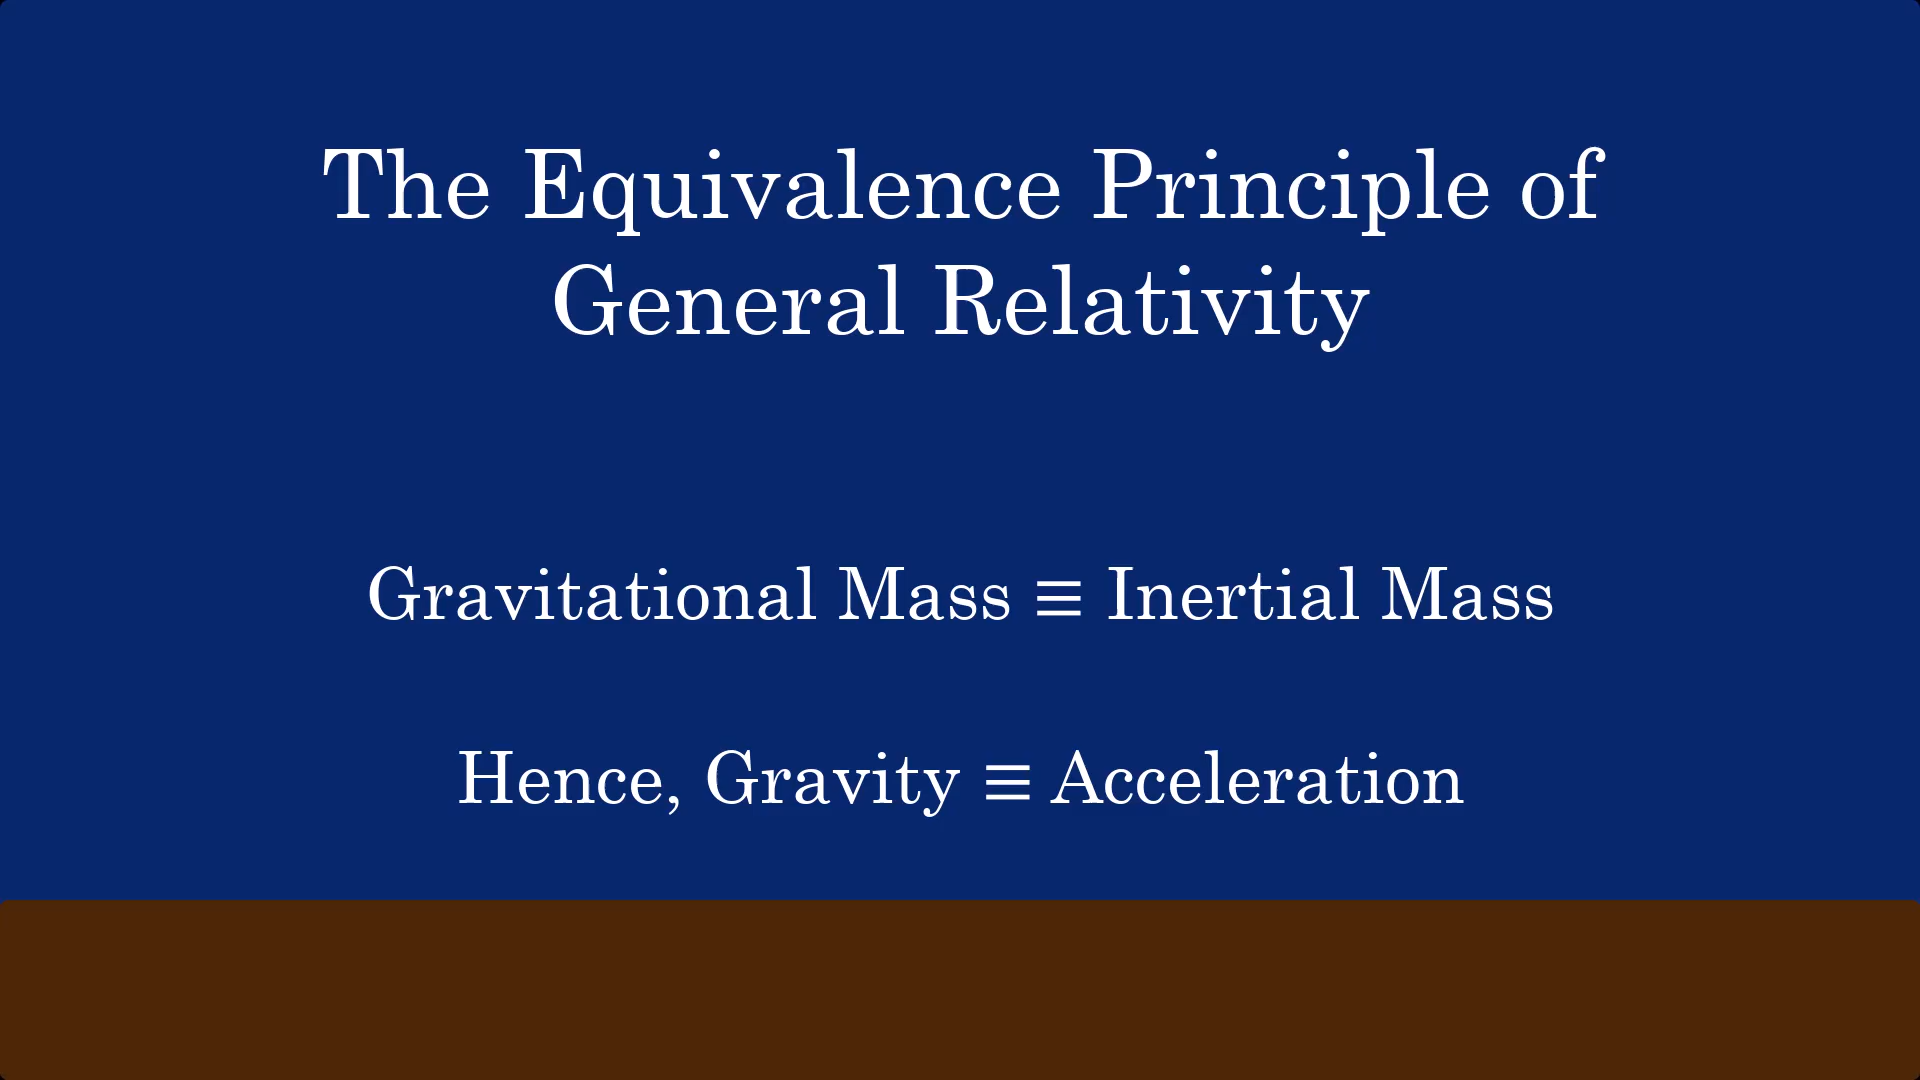 The Equivalence Principle of
General Relativity
Gravitational Mass ≡ Inertial Mass
Hence, Gravity ≡ Acceleration